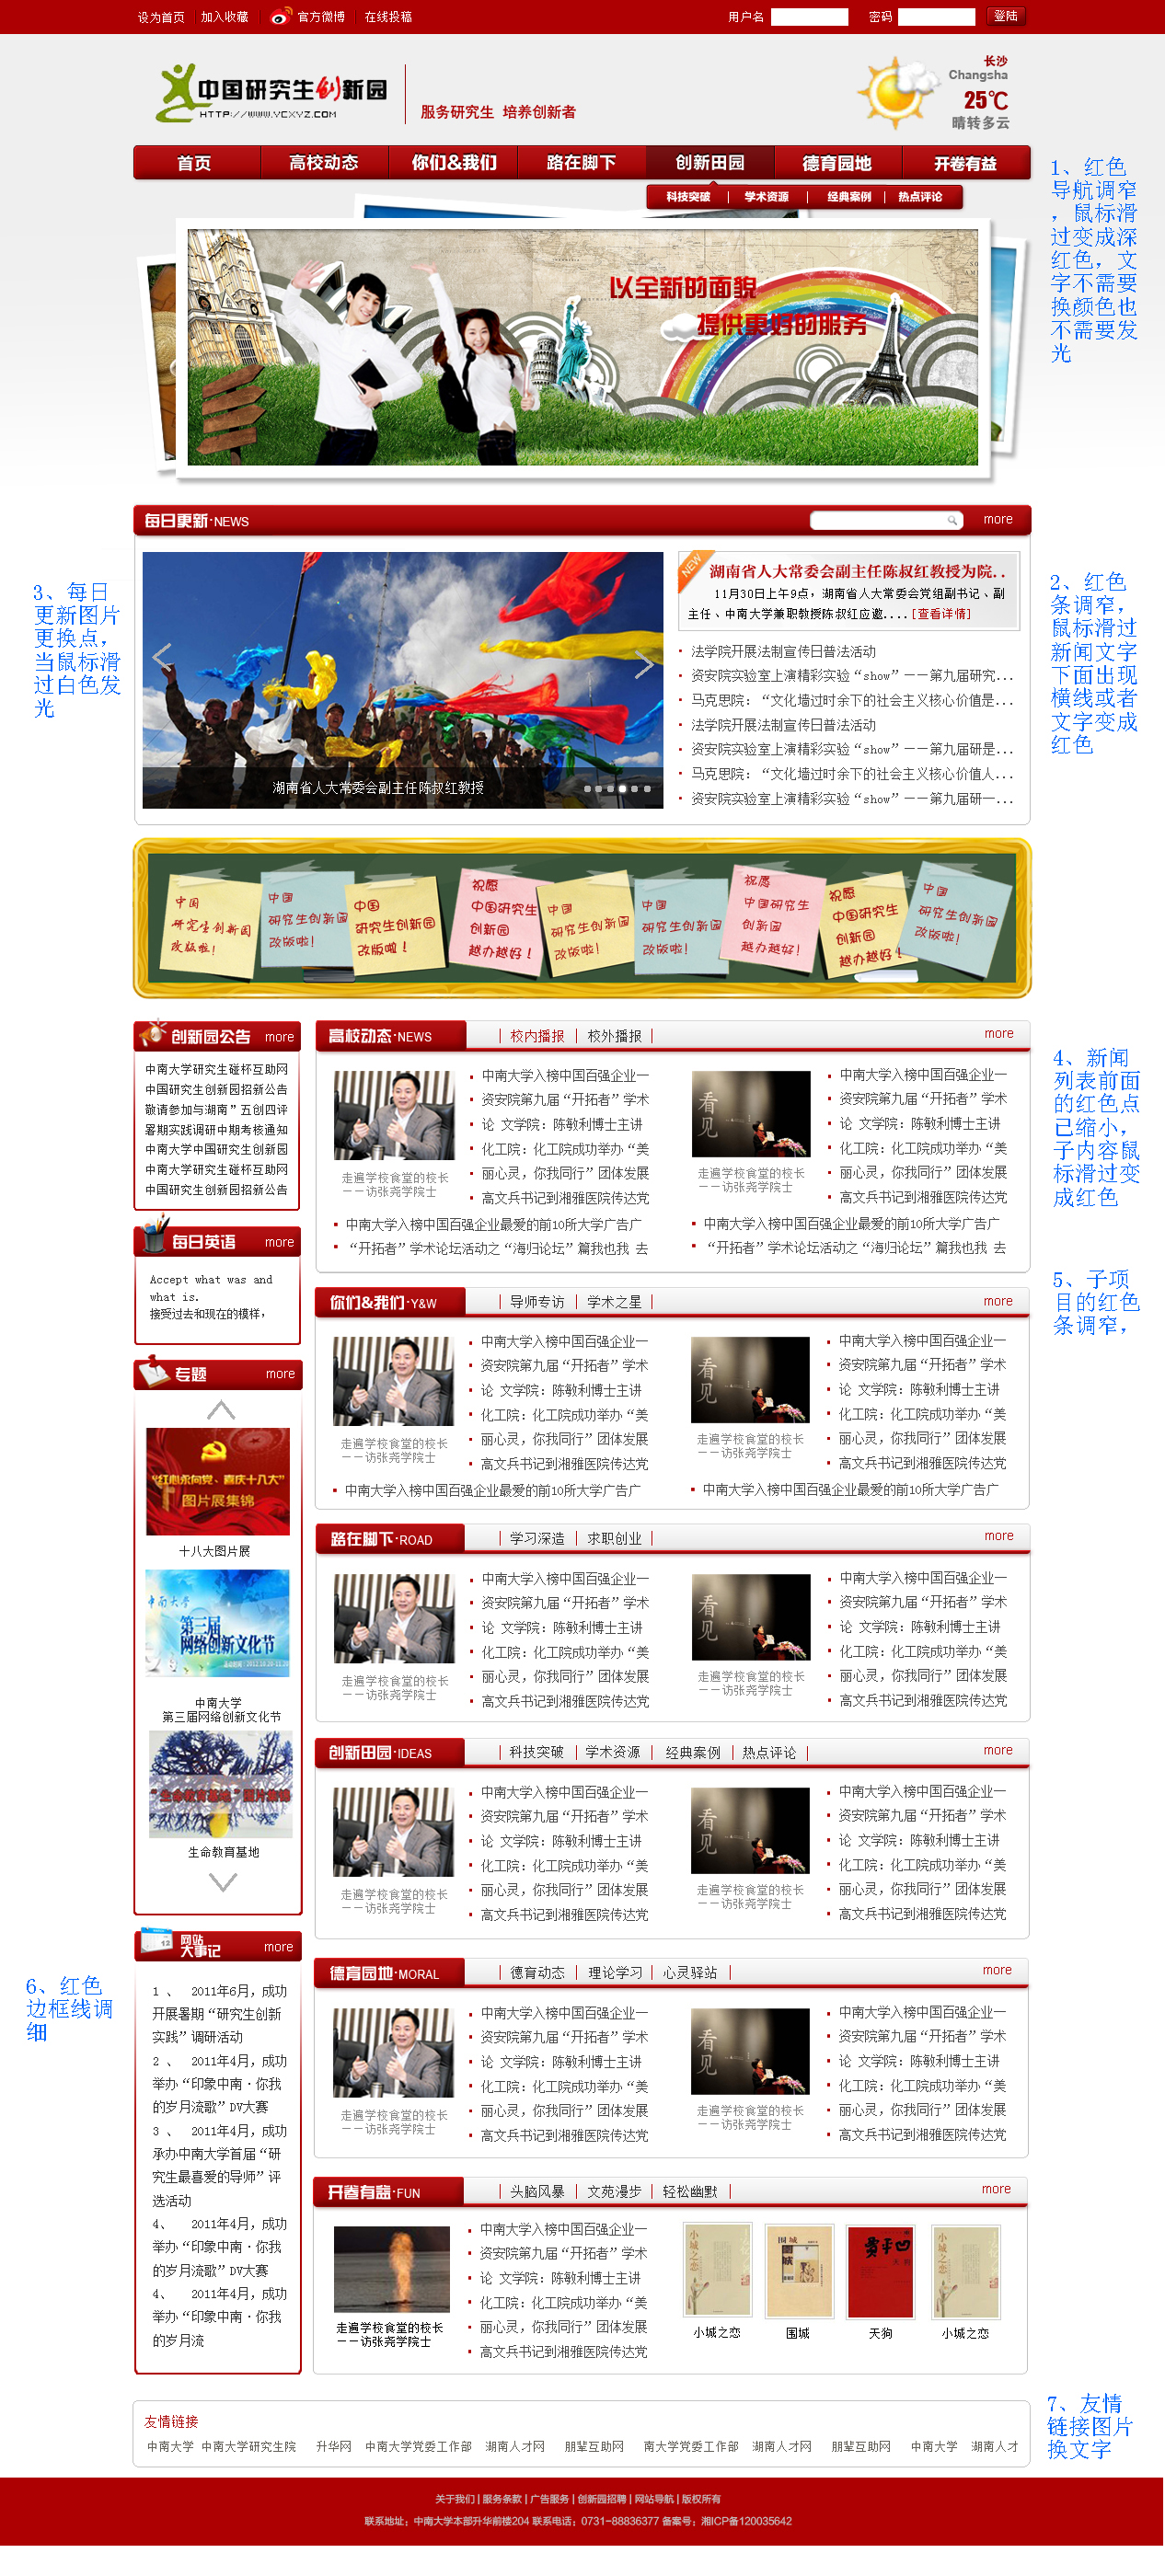 设为首页 加入收藏 官方微博 在线投稿 用户名 密码 登陆
中国研究生创新园
HTTP://WWW.YCXYZ.COM
服务研究生 培养创新者
长沙
Changsha
25℃
晴转多云
首页 高校动态 你们&我们 路在脚下 创新田园 德育园地 开卷有益
科技突破 学术资源 经典案例 热点评论
1、红色
导航调窄
，鼠标滑
过变成深
红色，文
字不需要
换颜色也
不需要发
光
以全新的面貌
提供更好的服务
每日更新·NEWS more
3、每日
更新图片
更换点，
当鼠标滑
过白色发
光
湖南省人大常委会副主任陈叔红教授
NEW
湖南省人大常委会副主任陈叔红教授为院..
11月30日上午9点，湖南省人大常委会党组副书记、副
主任、中南大学兼职教授陈叔红应邀....[查看详情]
法学院开展法制宣传日普法活动
资安院实验室上演精彩实验“show”－－第九届研究...
马克思院：“文化墙过时余下的社会主义核心价值是...
法学院开展法制宣传日普法活动
资安院实验室上演精彩实验“show”－－第九届研是...
马克思院：“文化墙过时余下的社会主义核心价值人...
资安院实验室上演精彩实验“show”－－第九届研一...
2、红色
条调窄，
鼠标滑过
新闻文字
下面出现
横线或者
文字变成
红色
中国
研究生创新园
改版啦！
中国
研究生创新园
改版啦！
中国
研究生创新园
改版啦！
祝愿
中国研究生
创新园
越办越好！
中国
研究生创新园
改版啦！
中国
研究生创新园
改版啦！
祝愿
中国研究生
创新园
越办越好！
祝愿
中国研究生
创新园
越办越好！
中国
研究生创新园
改版啦！
创新园公告 more
中南大学研究生碰杯互助网
中国研究生创新园招新公告
敬请参加与湖南”五创四评
署期实践调研中期考核通知
中南大学中国研究生创新园
中南大学研究生碰杯互助网
中国研究生创新园招新公告
每日英语 more
Accept what was and
what is.
接受过去和现在的模样，
专题 more
“红心永向党、喜庆十八大”
图片展集锦
十八大图片展
中南大学
第三届
网络创新文化节
中南大学
第三届网络创新文化节
“生命教育基地”图片集锦
生命教育基地
网站
大事记 more
12
1 、 2011年6月，成功
开展暑期“研究生创新
实践”调研活动
2 、 2011年4月，成功
举办“印象中南·你我
的岁月流歌”DV大赛
3 、 2011年4月，成功
承办中南大学首届“研
究生最喜爱的导师”评
选活动
4、 2011年4月，成功
举办“印象中南·你我
的岁月流歌”DV大赛
4、 2011年4月，成功
举办“印象中南·你我
的岁月流
6、红色
边框线调
细
高校动态·NEWS 校内播报 校外播报 more
走遍学校食堂的校长
－－访张尧学院士
中南大学入榜中国百强企业一
资安院第九届“开拓者”学术
论 文学院：陈敏利博士主讲
化工院：化工院成功举办“美
丽心灵，你我同行”团体发展
高文兵书记到湘雅医院传达党
中南大学入榜中国百强企业最爱的前10所大学广告广
“开拓者”学术论坛活动之“海归论坛”篇我也我 去
看见
走遍学校食堂的校长
－－访张尧学院士
中南大学入榜中国百强企业一
资安院第九届“开拓者”学术
论 文学院：陈敏利博士主讲
化工院：化工院成功举办“美
丽心灵，你我同行”团体发展
高文兵书记到湘雅医院传达党
中南大学入榜中国百强企业最爱的前10所大学广告广
“开拓者”学术论坛活动之“海归论坛”篇我也我 去
4、新闻
列表前面
的红色点
已缩小，
子内容鼠
标滑过变
成红色
5、子项
目的红色
条调窄，
你们&我们·Y&W 导师专访 学术之星 more
走遍学校食堂的校长
－－访张尧学院士
中南大学入榜中国百强企业一
资安院第九届“开拓者”学术
论 文学院：陈敏利博士主讲
化工院：化工院成功举办“美
丽心灵，你我同行”团体发展
高文兵书记到湘雅医院传达党
中南大学入榜中国百强企业最爱的前10所大学广告广
看见
走遍学校食堂的校长
－－访张尧学院士
中南大学入榜中国百强企业一
资安院第九届“开拓者”学术
论 文学院：陈敏利博士主讲
化工院：化工院成功举办“美
丽心灵，你我同行”团体发展
高文兵书记到湘雅医院传达党
中南大学入榜中国百强企业最爱的前10所大学广告广
路在脚下·ROAD 学习深造 求职创业 more
走遍学校食堂的校长
－－访张尧学院士
中南大学入榜中国百强企业一
资安院第九届“开拓者”学术
论 文学院：陈敏利博士主讲
化工院：化工院成功举办“美
丽心灵，你我同行”团体发展
高文兵书记到湘雅医院传达党
看见
走遍学校食堂的校长
－－访张尧学院士
中南大学入榜中国百强企业一
资安院第九届“开拓者”学术
论 文学院：陈敏利博士主讲
化工院：化工院成功举办“美
丽心灵，你我同行”团体发展
高文兵书记到湘雅医院传达党
创新田园·IDEAS 科技突破 学术资源 经典案例 热点评论 more
走遍学校食堂的校长
－－访张尧学院士
中南大学入榜中国百强企业一
资安院第九届“开拓者”学术
论 文学院：陈敏利博士主讲
化工院：化工院成功举办“美
丽心灵，你我同行”团体发展
高文兵书记到湘雅医院传达党
看见
走遍学校食堂的校长
－－访张尧学院士
中南大学入榜中国百强企业一
资安院第九届“开拓者”学术
论 文学院：陈敏利博士主讲
化工院：化工院成功举办“美
丽心灵，你我同行”团体发展
高文兵书记到湘雅医院传达党
德育园地·MORAL 德育动态 理论学习 心灵驿站 more
走遍学校食堂的校长
－－访张尧学院士
中南大学入榜中国百强企业一
资安院第九届“开拓者”学术
论 文学院：陈敏利博士主讲
化工院：化工院成功举办“美
丽心灵，你我同行”团体发展
高文兵书记到湘雅医院传达党
看见
走遍学校食堂的校长
－－访张尧学院士
中南大学入榜中国百强企业一
资安院第九届“开拓者”学术
论 文学院：陈敏利博士主讲
化工院：化工院成功举办“美
丽心灵，你我同行”团体发展
高文兵书记到湘雅医院传达党
开卷有益·FUN 头脑风暴 文苑漫步 轻松幽默 more
走遍学校食堂的校长
－－访张尧学院士
中南大学入榜中国百强企业一
资安院第九届“开拓者”学术
论 文学院：陈敏利博士主讲
化工院：化工院成功举办“美
丽心灵，你我同行”团体发展
高文兵书记到湘雅医院传达党
小城之恋
围城
小城之恋
小城之恋 围城 天狗 小城之恋
7、友情
链接图片
换文字
友情链接
中南大学 中南大学研究生院 升华网 中南大学党委工作部 湖南人才网 朋辈互助网 南大学党委工作部 湖南人才网 朋辈互助网 中南大学 湖南人才
关于我们 | 服务条款 | 广告服务 | 创新园招聘 | 网站导航 | 版权所有
联系地址：中南大学本部升华前楼204 联系电话：0731-88836377 备案号：湘ICP备120035642